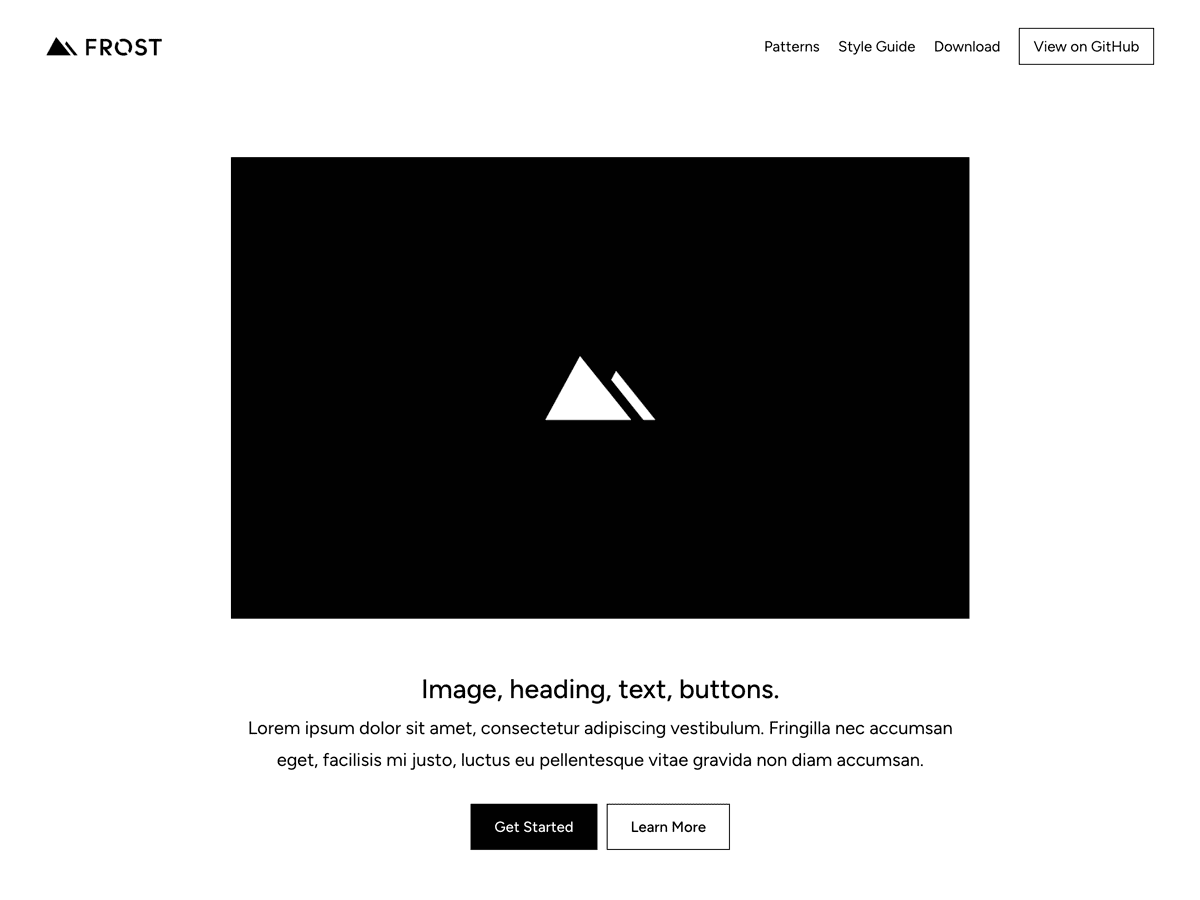 FROST
Patterns
Style Guide
Download
View on GitHub
Image, heading, text, buttons.
Lorem ipsum dolor sit amet, consectetur adipiscing vestibulum. Fringilla nec accumsan
eget, facilisis mi justo, luctus eu pellentesque vitae gravida non diam accumsan.
Get Started
Learn More